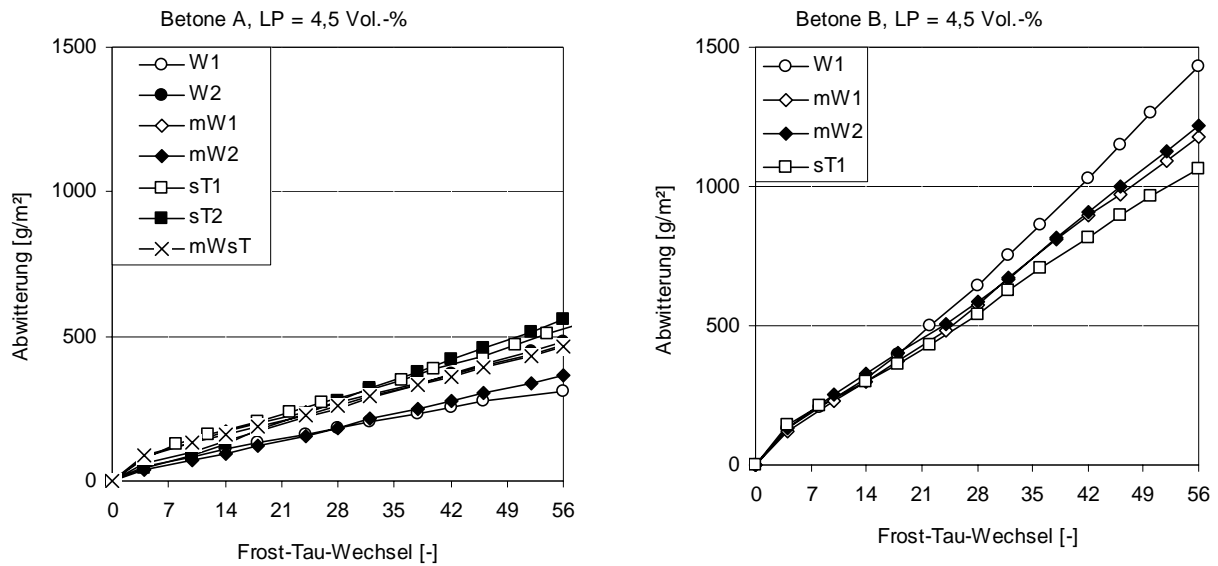 Betone A, LP = 4,5 Vol.-%
Abwitterung [g/m²]
1500
1000
500
0
W1
W2
mW1
mW2
sT1
sT2
mWsT
0 7 14 21 28 35 42 49 56
Frost-Tau-Wechsel [-]
Betone B, LP = 4,5 Vol.-%
Abwitterung [g/m²]
1500
1000
500
0
W1
mW1
mW2
sT1
0 7 14 21 28 35 42 49 56
Frost-Tau-Wechsel [-]